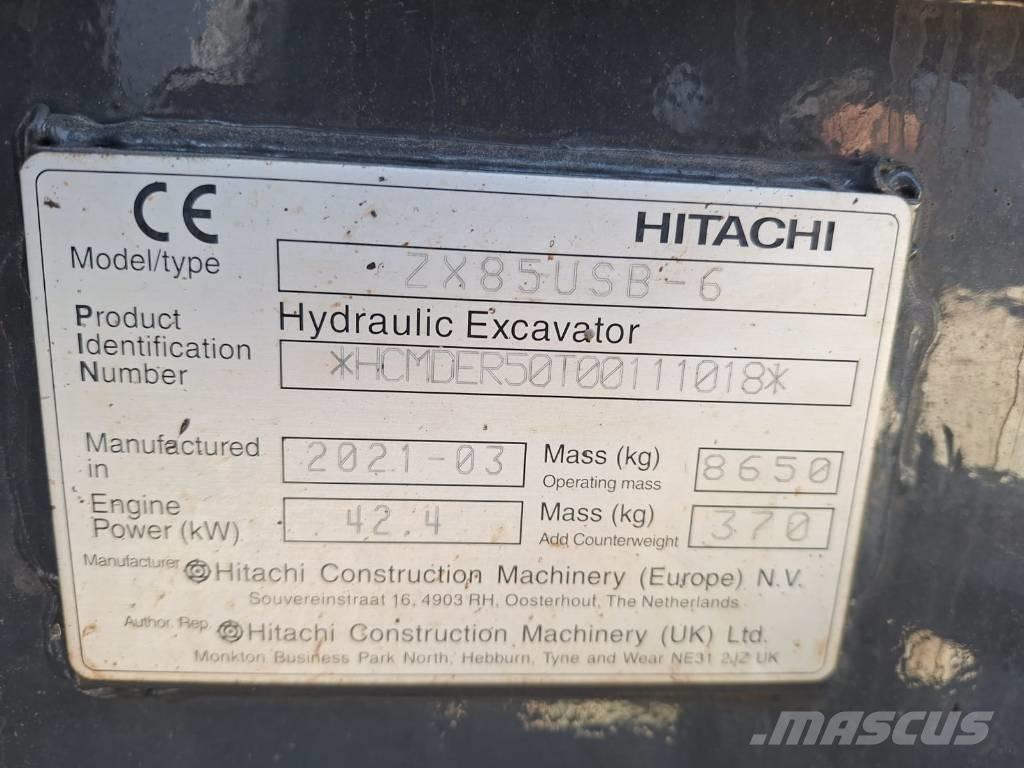 CE HITACHI
Model/type ZX85USB-6
Product Hydraulic Excavator
Identification *HCMDER50T00111018*
Number
Manufactured in 2021-03 Mass (kg) 8650
Operating mass
Engine Power (kW) 42.4 Mass (kg) 370
Add Counterweight
Manufacturer Hitachi Construction Machinery (Europe) N.V.
Souvereinstraat 16, 4903 RH, Oosterhout, The Netherlands
Author. Rep. Hitachi Construction Machinery (UK) Ltd.
Monkton Business Park North, Hebburn, Tyne and Wear NE31 2JZ UK
MASCUS